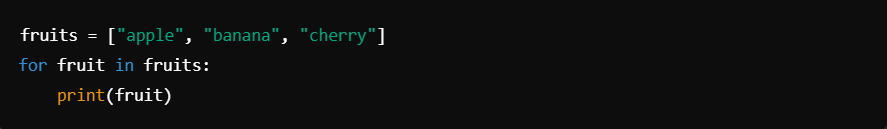 fruits = ["apple", "banana", "cherry"]
for fruit in fruits:
    print(fruit)